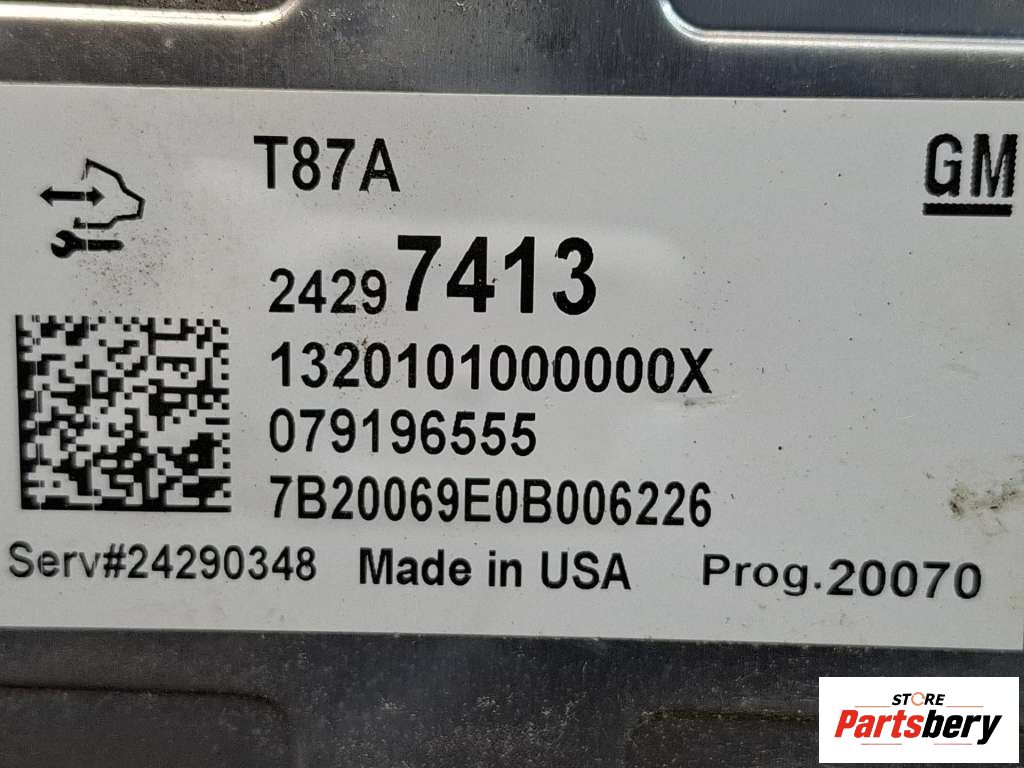 T87A
GM
24297413
1320101000000X
079196555
7B20069E0B006226
Serv#24290348 Made in USA Prog.20070
STORE
Partsbery